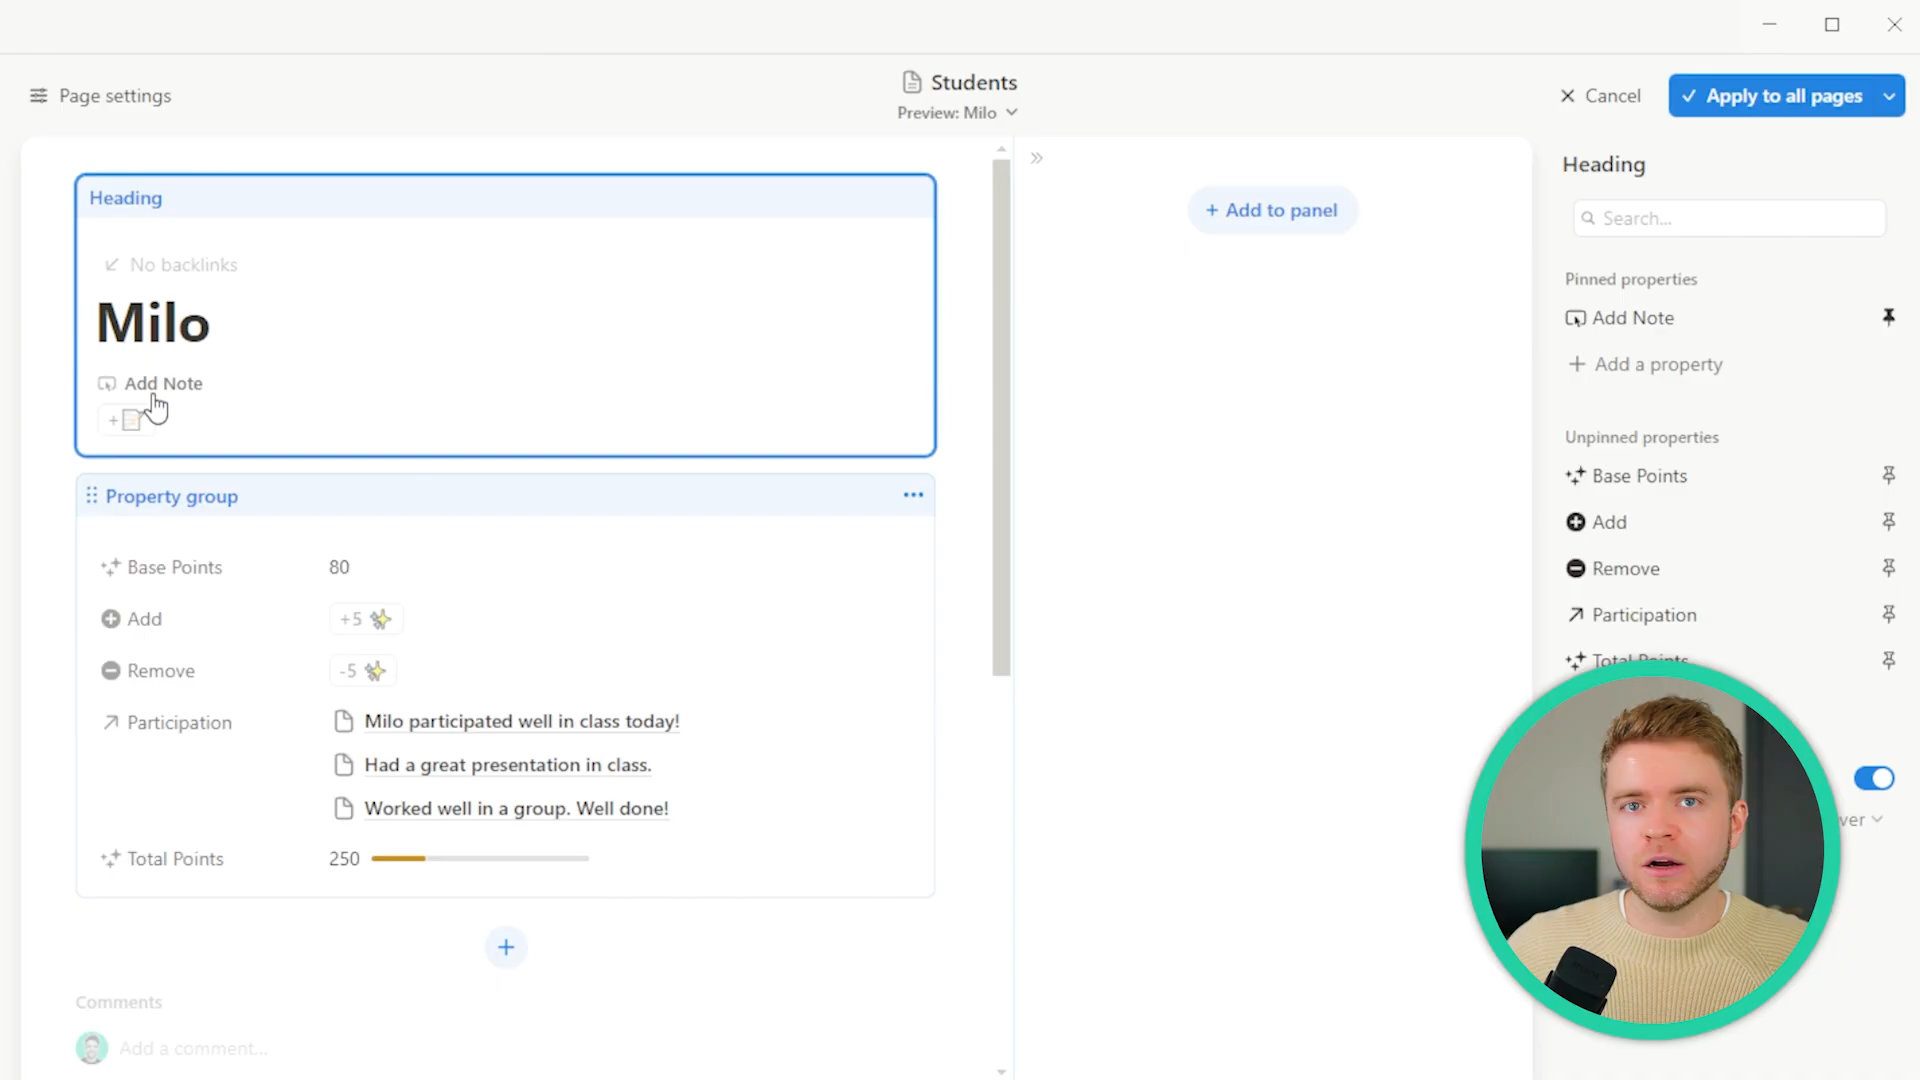 Page settings
Students
Preview: Milo
Cancel
Apply to all pages
Heading
No backlinks
Milo
Add Note
+
Property group
Base Points 80
Add +5
Remove -5
Participation Milo participated well in class today!
Had a great presentation in class.
Worked well in a group. Well done!
Total Points 250
Comments
Add a comment...
+ Add to panel
Heading
Search...
Pinned properties
Add Note
Add a property
Unpinned properties
Base Points
Add
Remove
Participation
Total Points
ver